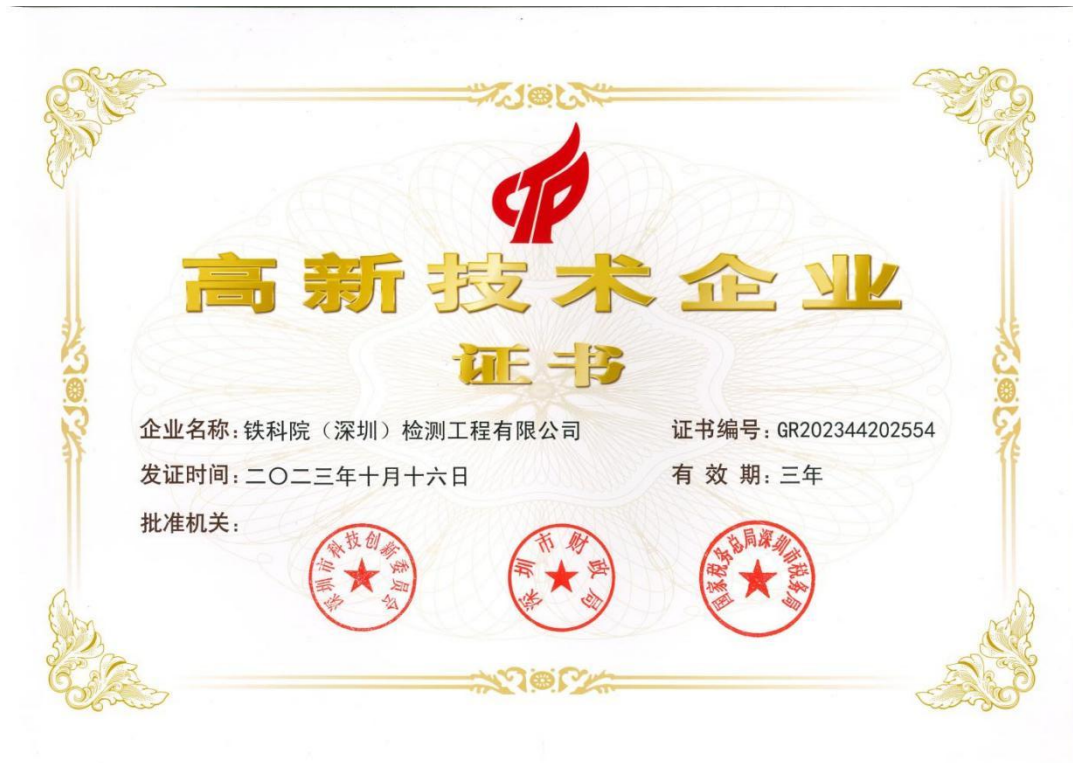 高新技术企业
证书
企业名称:铁科院（深圳）检测工程有限公司 证书编号:GR202344202554
发证时间:二〇二三年十月十六日 有效期:三年
批准机关:
深圳市科技创新委员会
深圳市财政局
国家税务总局深圳市税务局